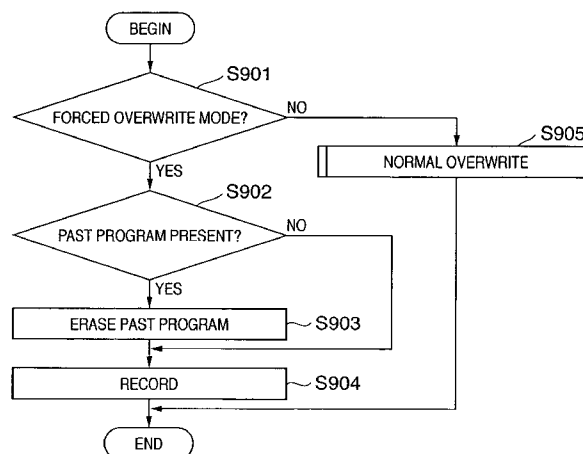 BEGIN
S901
FORCED OVERWRITE MODE?
NO
S905
NORMAL OVERWRITE
YES
S902
PAST PROGRAM PRESENT?
NO
YES
ERASE PAST PROGRAM
S903
RECORD
S904
END